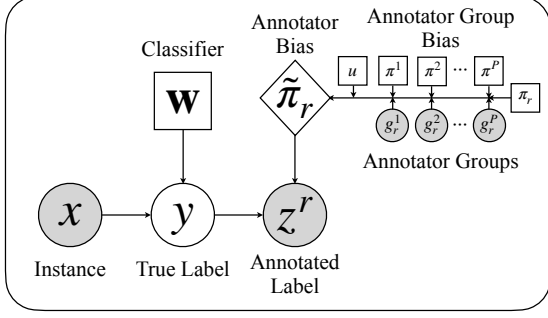 Classifier
Annotator
Bias
Annotator Group
Bias
w
π̃_r
u
π^1
π^2
···
π^P
π_r
g_r^1
g_r^2
···
g_r^P
Annotator Groups
x
y
z^r
Instance
True Label
Annotated
Label